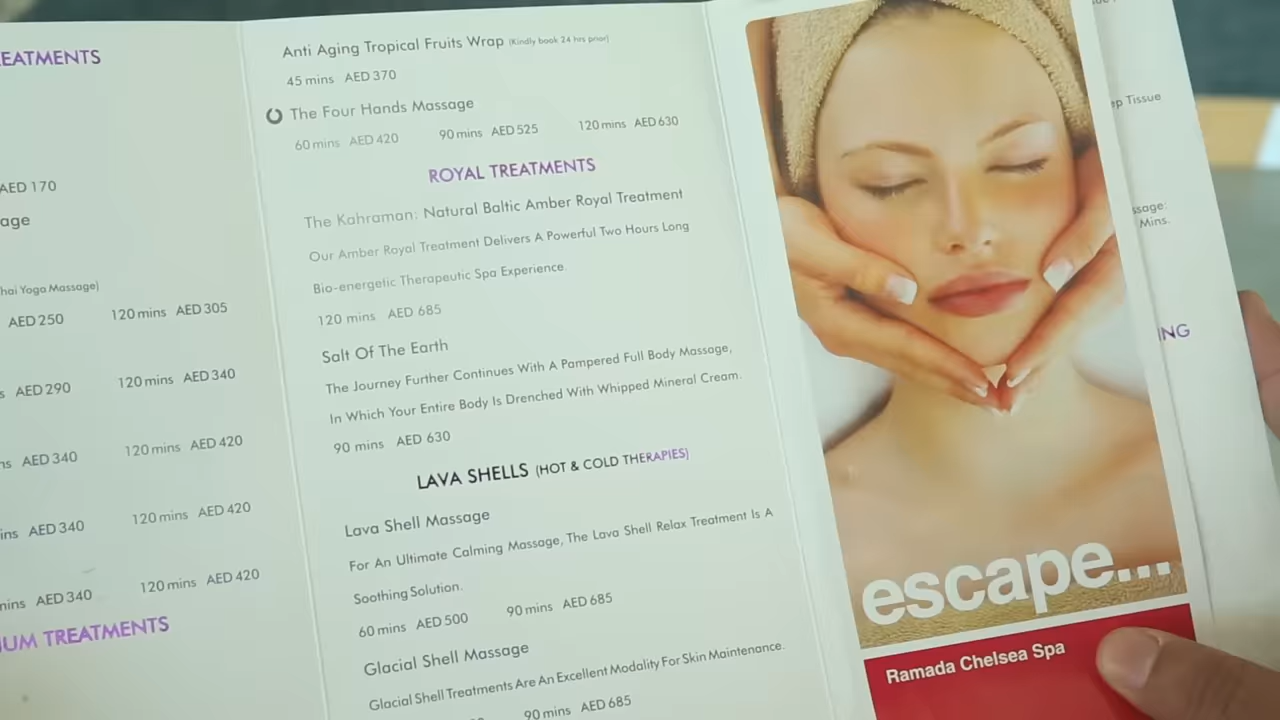 EATMENTS
AED 170
age
hai Yoga Massage)
AED 250 120 mins AED 305
s AED 290 120 mins AED 340
ns AED 340 120 mins AED 420
ins AED 340 120 mins AED 420
nins AED 340 120 mins AED 420
IUM TREATMENTS
Anti Aging Tropical Fruits Wrap (Kindly book 24 hrs prior)
45 mins AED 370
The Four Hands Massage
60 mins AED 420 90 mins AED 525 120 mins AED 630
ROYAL TREATMENTS
The Kahraman: Natural Baltic Amber Royal Treatment
Our Amber Royal Treatment Delivers A Powerful Two Hours Long
Bio-energetic Therapeutic Spa Experience.
120 mins AED 685
Salt Of The Earth
The Journey Further Continues With A Pampered Full Body Massage,
In Which Your Entire Body Is Drenched With Whipped Mineral Cream.
90 mins AED 630
LAVA SHELLS (HOT & COLD THERAPIES)
Lava Shell Massage
For An Ultimate Calming Massage, The Lava Shell Relax Treatment Is A
Soothing Solution.
60 mins AED 500 90 mins AED 685
Glacial Shell Massage
Glacial Shell Treatments Are An Excellent Modality For Skin Maintenance.
90 mins AED 685
escape...
Ramada Chelsea Spa
ep Tissue
ssage:
Mins.
ING